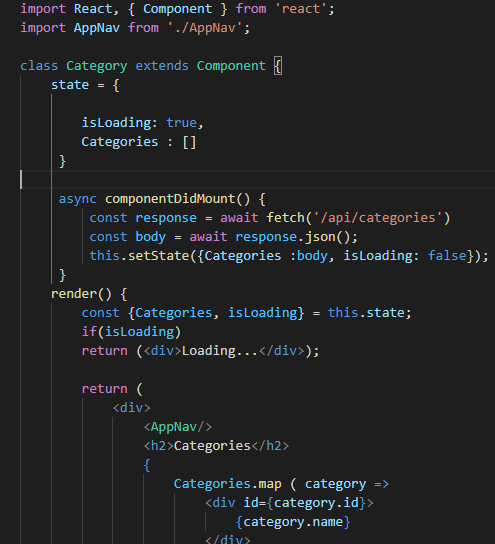 import React, { Component } from 'react';
import AppNav from './AppNav';
class Category extends Component {
state = {
isLoading: true,
Categories : []
}
async componentDidMount() {
const response = await fetch('/api/categories')
const body = await response.json();
this.setState({Categories :body, isLoading: false});
}
render() {
const {Categories, isLoading} = this.state;
if(isLoading)
return (<div>Loading...</div>);
return (
<div>
<AppNav/>
<h2>Categories</h2>
{
Categories.map ( category =>
<div id={category.id}>
{category.name}
</div>